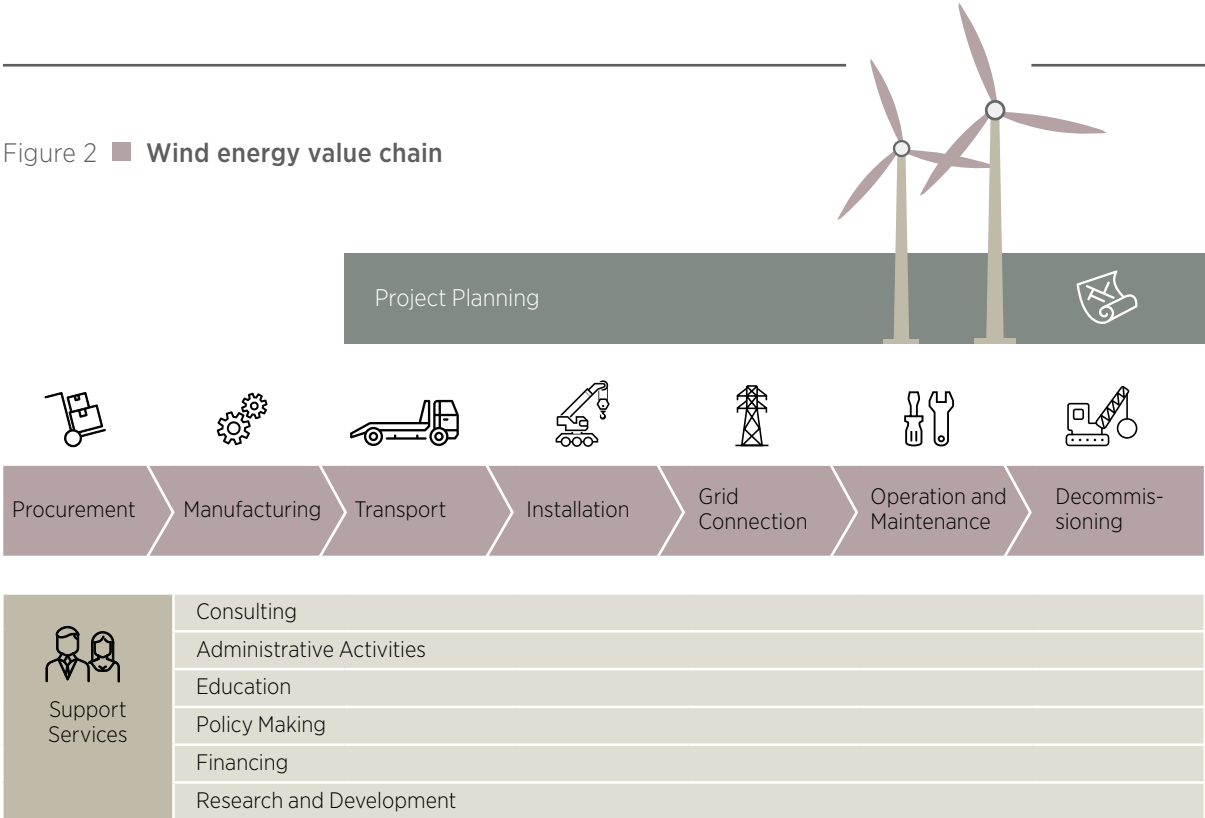 Figure 2 Wind energy value chain
Project Planning
Procurement
Manufacturing
Transport
Installation
Grid
Connection
Operation and
Maintenance
Decommis-
sioning
Support
Services
Consulting
Administrative Activities
Education
Policy Making
Financing
Research and Development